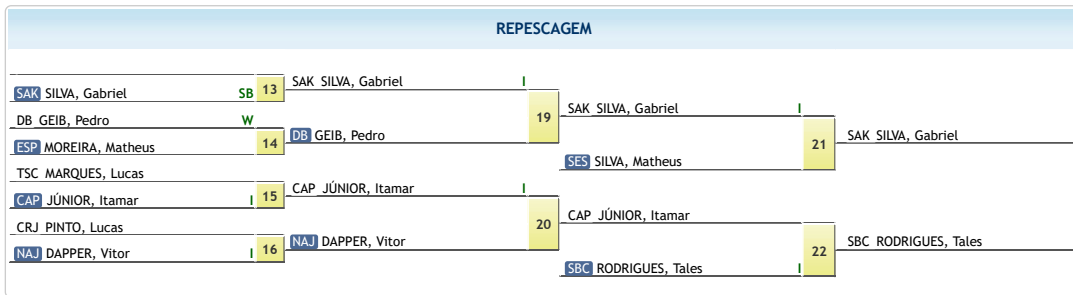 REPESCAGEM
SAK SILVA, Gabriel SB 13
DB GEIB, Pedro W
ESP MOREIRA, Matheus 14
TSC MARQUES, Lucas
CAP JÚNIOR, Itamar I 15
CRJ PINTO, Lucas
NAJ DAPPER, Vitor I 16
SAK SILVA, Gabriel I
DB GEIB, Pedro 19
CAP JÚNIOR, Itamar I
NAJ DAPPER, Vitor 20
SAK SILVA, Gabriel I
SES SILVA, Matheus 21
CAP JÚNIOR, Itamar
SBC RODRIGUES, Tales I 22
SAK SILVA, Gabriel
SBC RODRIGUES, Tales